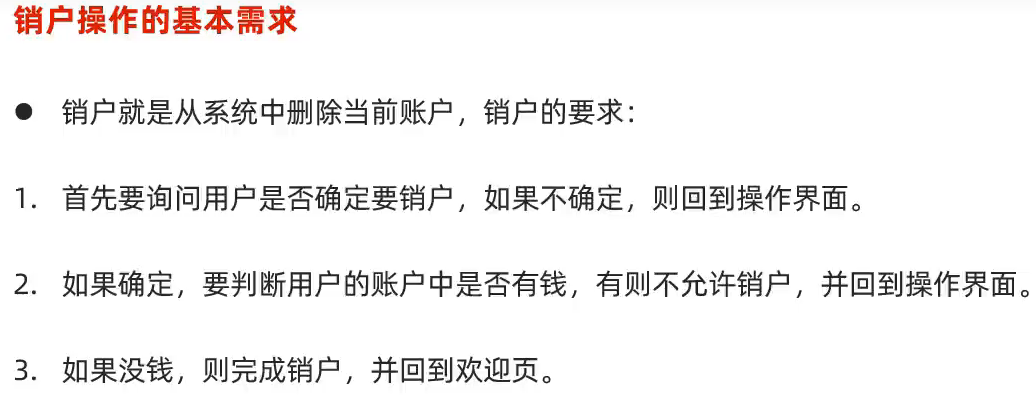 销户操作的基本需求
● 销户就是从系统中删除当前账户，销户的要求：
1. 首先要询问用户是否确定要销户，如果不确定，则回到操作界面。
2. 如果确定，要判断用户的账户中是否有钱，有则不允许销户，并回到操作界面。
3. 如果没钱，则完成销户，并回到欢迎页。